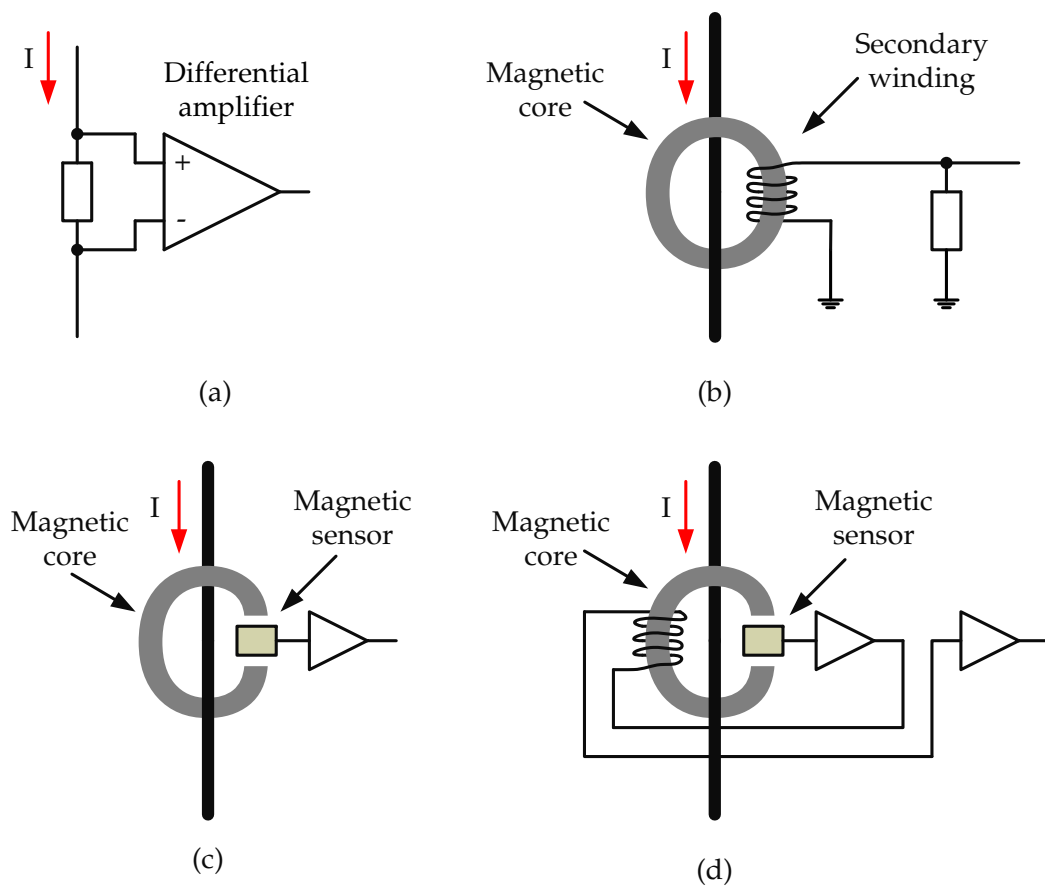 I
Differential
amplifier
+
-
(a)
Magnetic
core
I
Secondary
winding
(b)
Magnetic
core
I
Magnetic
sensor
(c)
Magnetic
core
I
Magnetic
sensor
(d)